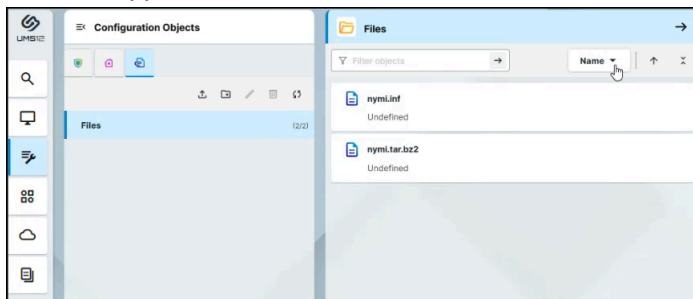 UMS12
Configuration Objects
Files (2/2)
Files
Filter objects
Name
nymi.inf
Undefined
nymi.tar.bz2
Undefined